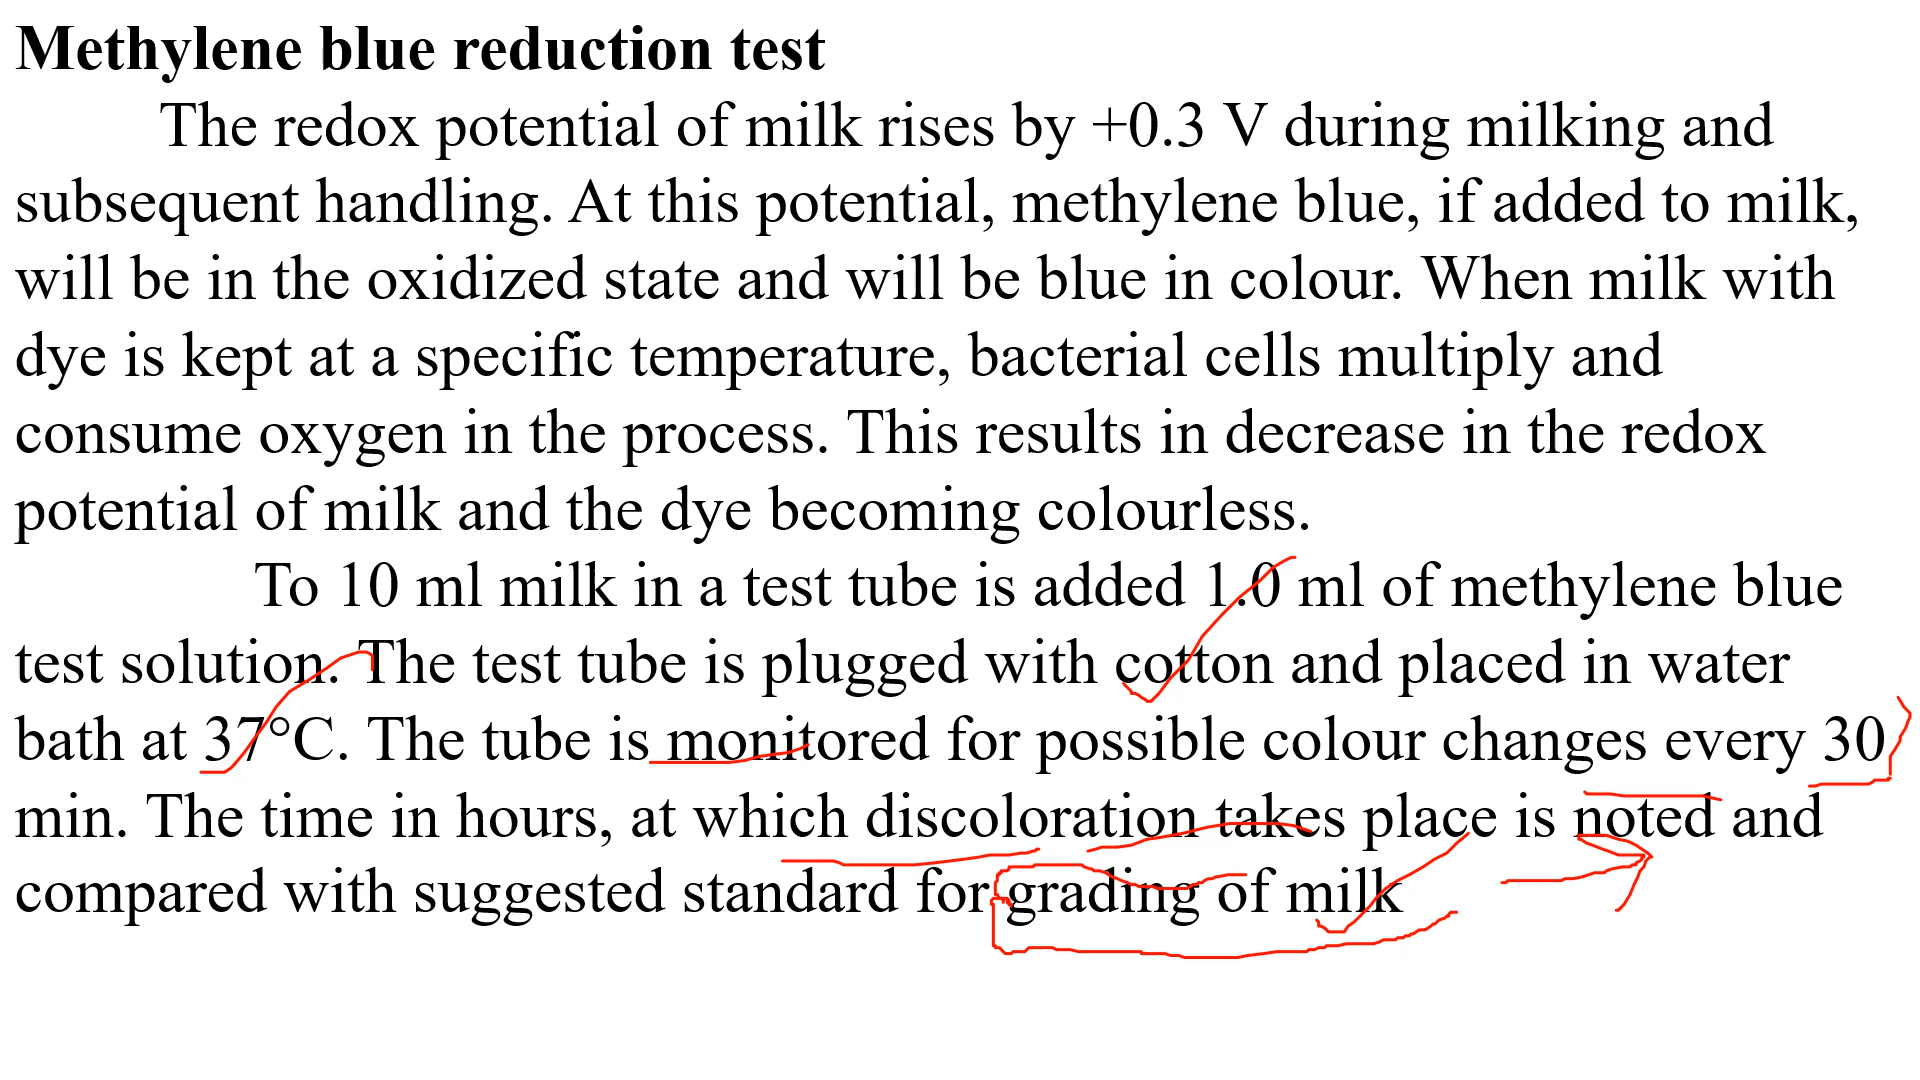 Methylene blue reduction test
The redox potential of milk rises by +0.3 V during milking and
subsequent handling. At this potential, methylene blue, if added to milk,
will be in the oxidized state and will be blue in colour. When milk with
dye is kept at a specific temperature, bacterial cells multiply and
consume oxygen in the process. This results in decrease in the redox
potential of milk and the dye becoming colourless.
To 10 ml milk in a test tube is added 1.0 ml of methylene blue
test solution. The test tube is plugged with cotton and placed in water
bath at 37°C. The tube is monitored for possible colour changes every 30
min. The time in hours, at which discoloration takes place is noted and
compared with suggested standard for grading of milk